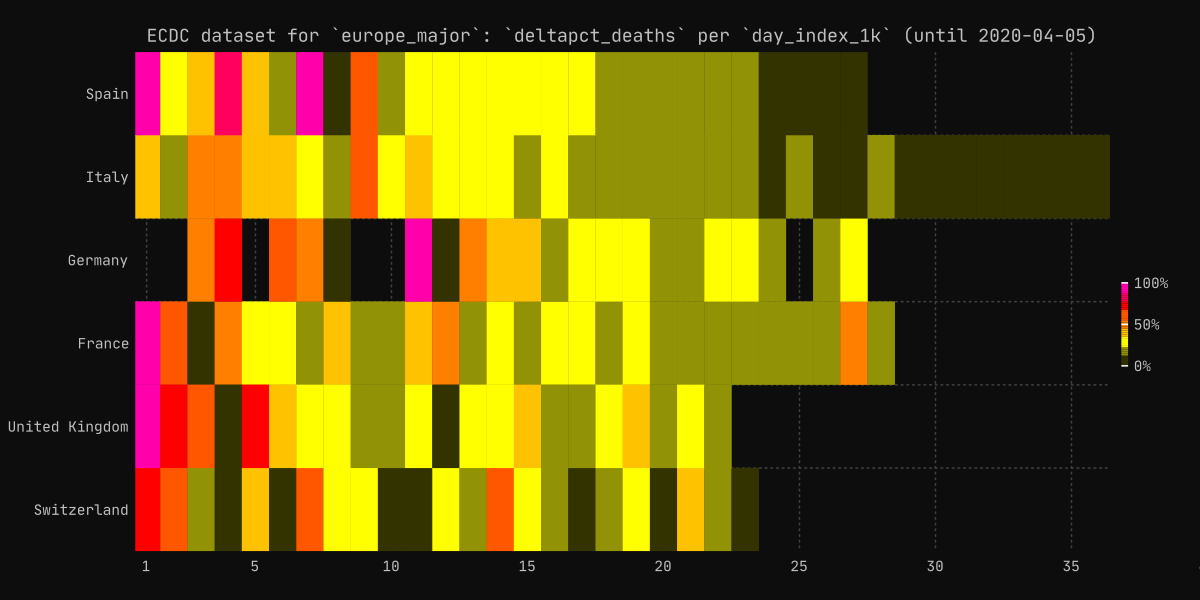 ECDC dataset for `europe_major`: `deltapct_deaths` per `day_index_1k` (until 2020-04-05)
Spain
Italy
Germany
France
United Kingdom
Switzerland
100%
50%
0%
1 5 10 15 20 25 30 35